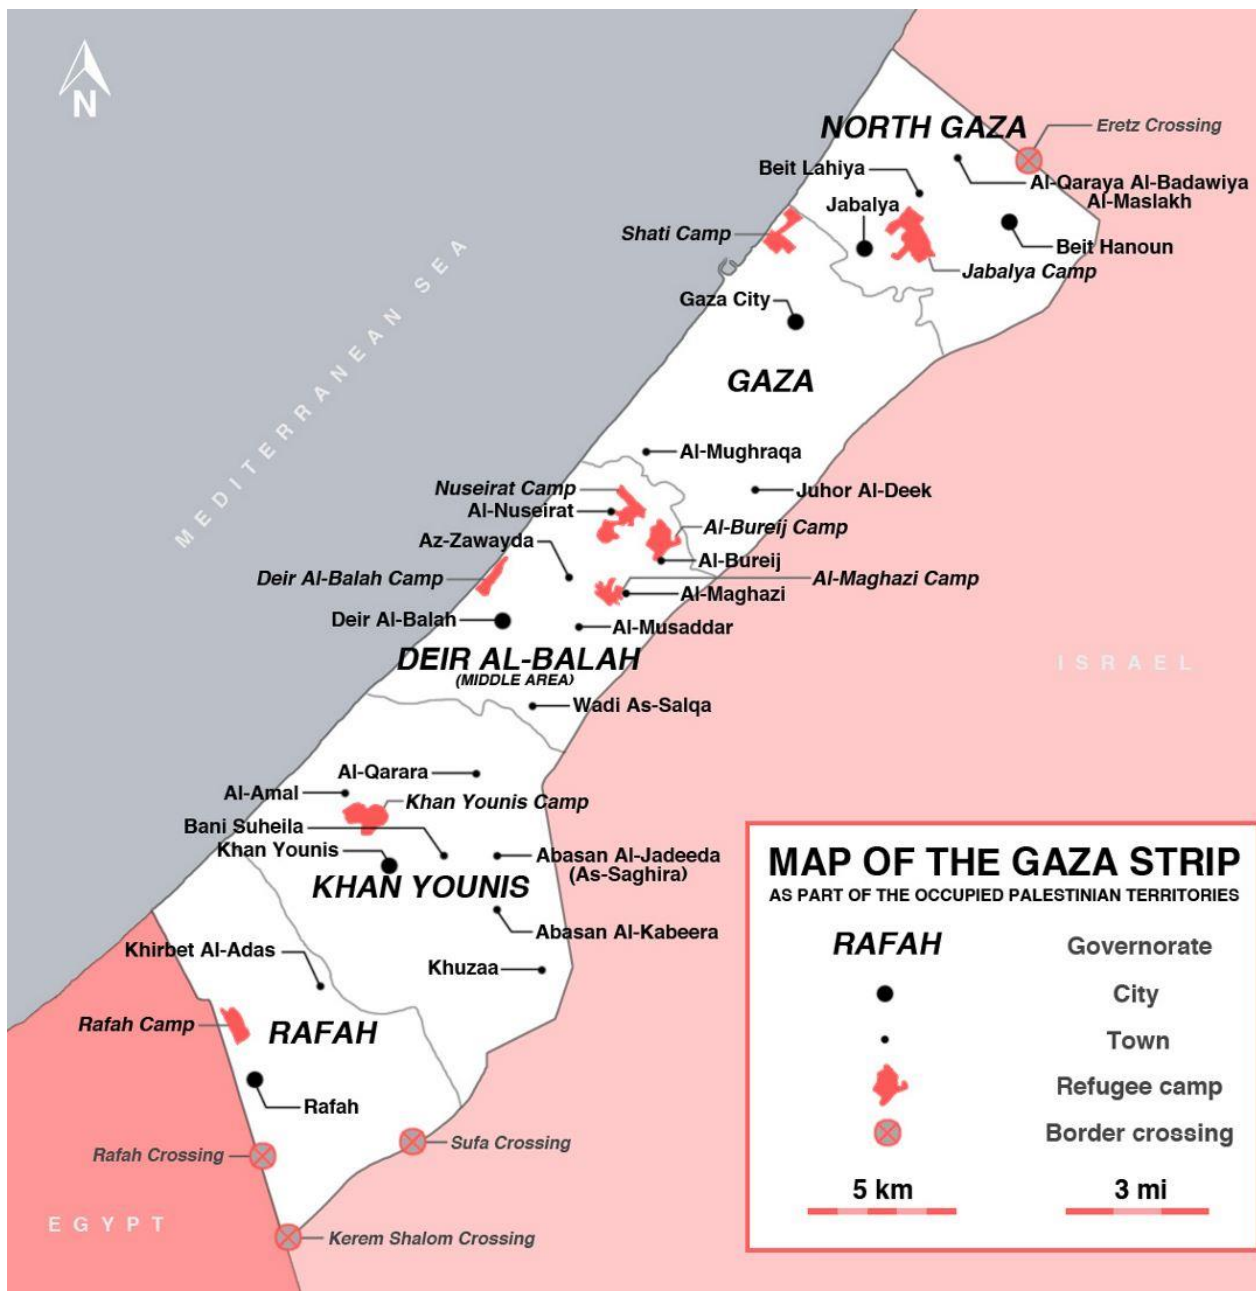 N
NORTH GAZA
Eretz Crossing
Beit Lahiya
Al-Qaraya Al-Badawiya
Al-Maslakh
Jabalya
Shati Camp
Beit Hanoun
Jabalya Camp
Gaza City
MEDITERRANEAN SEA
GAZA
Al-Mughraqa
Nuseirat Camp
Juhor Al-Deek
Al-Nuseirat
Al-Bureij Camp
Az-Zawayda
Al-Bureij
Deir Al-Balah Camp
Al-Maghazi Camp
Al-Maghazi
Deir Al-Balah
Al-Musaddar
DEIR AL-BALAH
(MIDDLE AREA)
ISRAEL
Wadi As-Salqa
Al-Qarara
Al-Amal
Khan Younis Camp
Bani Suheila
Khan Younis
Abasan Al-Jadeeda
(As-Saghira)
KHAN YOUNIS
Abasan Al-Kabeera
Khirbet Al-Adas
Khuzaa
Rafah Camp
RAFAH
Rafah
Sufa Crossing
Rafah Crossing
EGYPT
Kerem Shalom Crossing
MAP OF THE GAZA STRIP
AS PART OF THE OCCUPIED PALESTINIAN TERRITORIES
RAFAH Governorate
City
Town
Refugee camp
Border crossing
5 km 3 mi